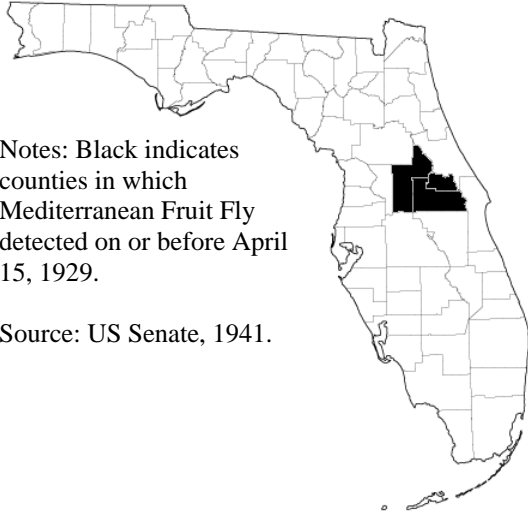 Notes: Black indicates
counties in which
Mediterranean Fruit Fly
detected on or before April
15, 1929.
Source: US Senate, 1941.